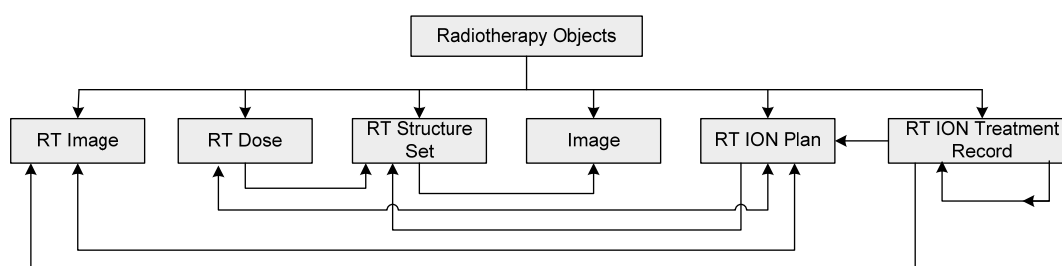 Radiotherapy Objects
RT Image
RT Dose
RT Structure
Set
Image
RT ION Plan
RT ION Treatment
Record